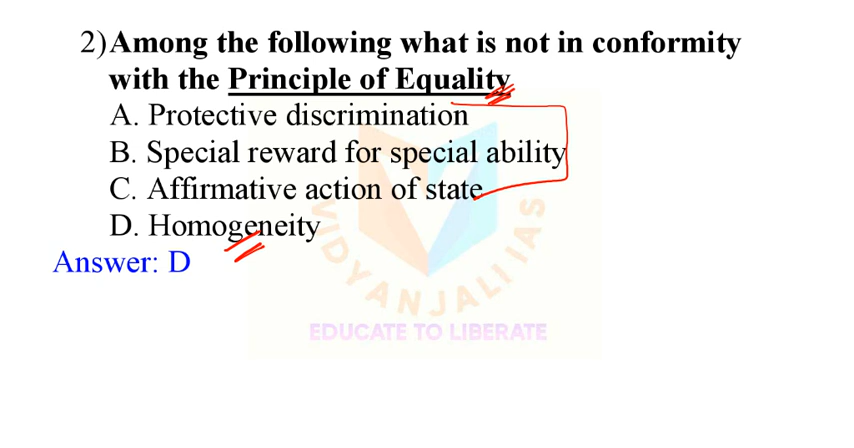 2)Among the following what is not in conformity
with the Principle of Equality
A. Protective discrimination
B. Special reward for special ability
C. Affirmative action of state
D. Homogeneity
Answer: D
VIDYANJALI IAS
EDUCATE TO LIBERATE